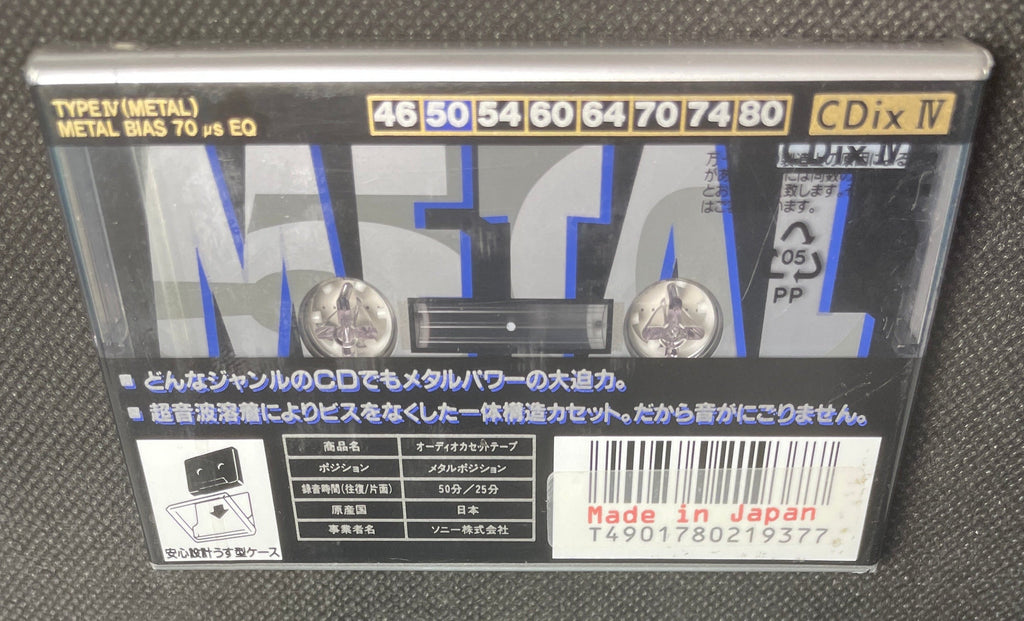 TYPE IV (METAL)
METAL BIAS 70 μs EQ
46 50 54 60 64 70 74 80
CDix IV
CDix IV
METAL
50
致します。
05
PP
どんなジャンルのCDでもメタルパワーの大迫力。
超音波溶着によりビスをなくした一体構造カセット。だから音がにごりません。
安心設計うす型ケース
商品名 オーディオカセットテープ
ポジション メタルポジション
録音時間(往復/片面) 50分/25分
原産国 日本
事業者名 ソニー株式会社
Made in Japan
T4901780219377